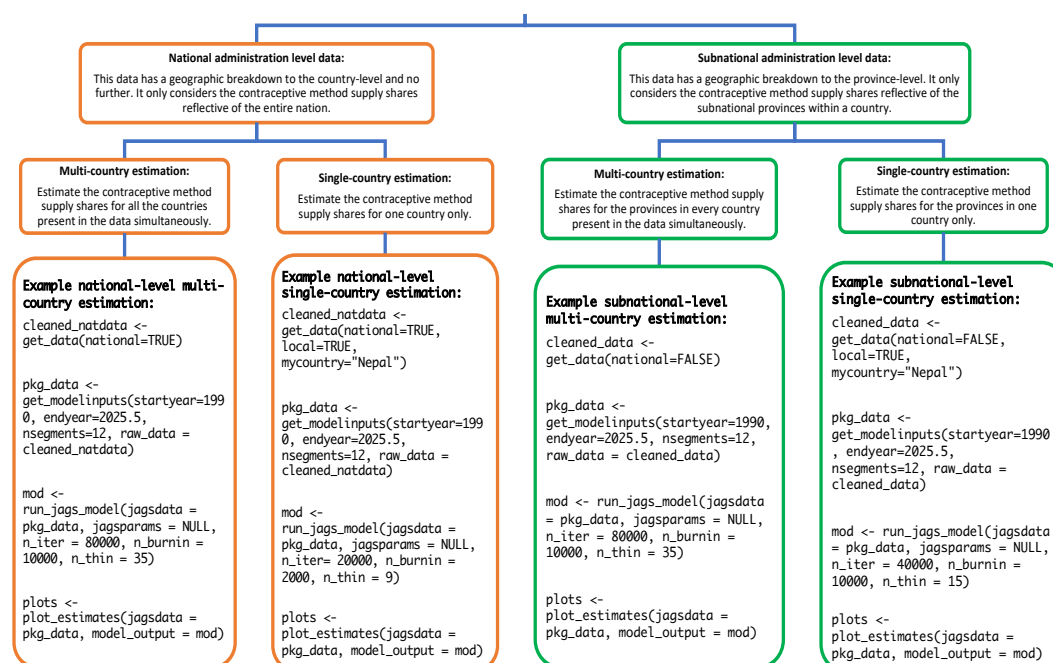 National administration level data:
This data has a geographic breakdown to the country-level and no
further. It only considers the contraceptive method supply shares
reflective of the entire nation.
Subnational administration level data:
This data has a geographic breakdown to the province-level. It only
considers the contraceptive method supply shares reflective of the
subnational provinces within a country.
Multi-country estimation:
Estimate the contraceptive method
supply shares for all the countries
present in the data simultaneously.
Single-country estimation:
Estimate the contraceptive method
supply shares for one country only.
Multi-country estimation:
Estimate the contraceptive method supply
shares for the provinces in every country
present in the data simultaneously.
Single-country estimation:
Estimate the contraceptive method
supply shares for the provinces in one
country only.
Example national-level multi-
country estimation:
cleaned_natdata <-
get_data(national=TRUE)
pkg_data <-
get_modelinputs(startyear=199
0, endyear=2025.5,
nsegments=12, raw_data =
cleaned_natdata)
mod <-
run_jags_model(jagsdata =
pkg_data, jagsparams = NULL,
n_iter = 80000, n_burnin =
10000, n_thin = 35)
plots <-
plot_estimates(jagsdata =
pkg_data, model_output = mod)
Example national-level
single-country estimation:
cleaned_natdata <-
get_data(national=TRUE,
local=TRUE,
mycountry="Nepal")
pkg_data <-
get_modelinputs(startyear=199
0, endyear=2025.5,
nsegments=12, raw_data =
cleaned_natdata)
mod <-
run_jags_model(jagsdata =
pkg_data, jagsparams = NULL,
n_iter= 20000, n_burnin =
2000, n_thin = 9)
plots <-
plot_estimates(jagsdata =
pkg_data, model_output = mod)
Example subnational-level
multi-country estimation:
cleaned_data <-
get_data(national=FALSE)
pkg_data <-
get_modelinputs(startyear=1990,
endyear=2025.5, nsegments=12,
raw_data = cleaned_data)
mod <- run_jags_model(jagsdata
= pkg_data, jagsparams = NULL,
n_iter = 80000, n_burnin =
10000, n_thin = 35)
plots <-
plot_estimates(jagsdata =
pkg_data, model_output = mod)
Example subnational-level
single-country estimation:
cleaned_data <-
get_data(national=FALSE,
local=TRUE,
mycountry="Nepal")
pkg_data <-
get_modelinputs(startyear=1990
, endyear=2025.5,
nsegments=12, raw_data =
cleaned_data)
mod <- run_jags_model(jagsdata
= pkg_data, jagsparams = NULL,
n_iter = 40000, n_burnin =
10000, n_thin = 15)
plots <-
plot_estimates(jagsdata =
pkg_data, model_output = mod)